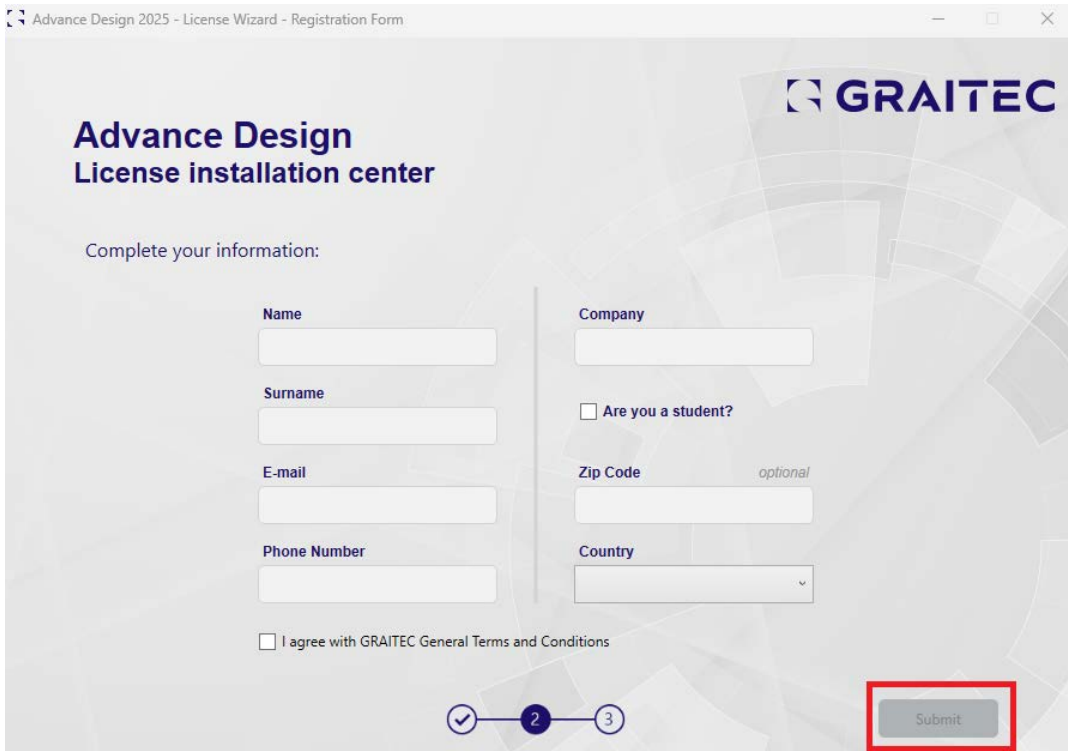 Advance Design 2025 - License Wizard - Registration Form
GRAITEC
Advance Design
License installation center
Complete your information:
Name
Company
Surname
Are you a student?
E-mail
Zip Code optional
Phone Number
Country
I agree with GRAITEC General Terms and Conditions
2 3
Submit